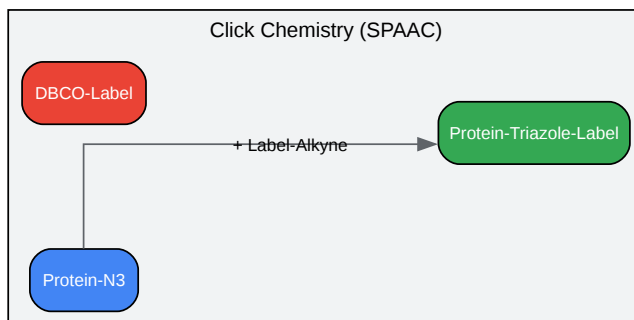 Click Chemistry (SPAAC)
DBCO-Label
Protein-Triazole-Label
+ Label-Alkyne
Protein-N3